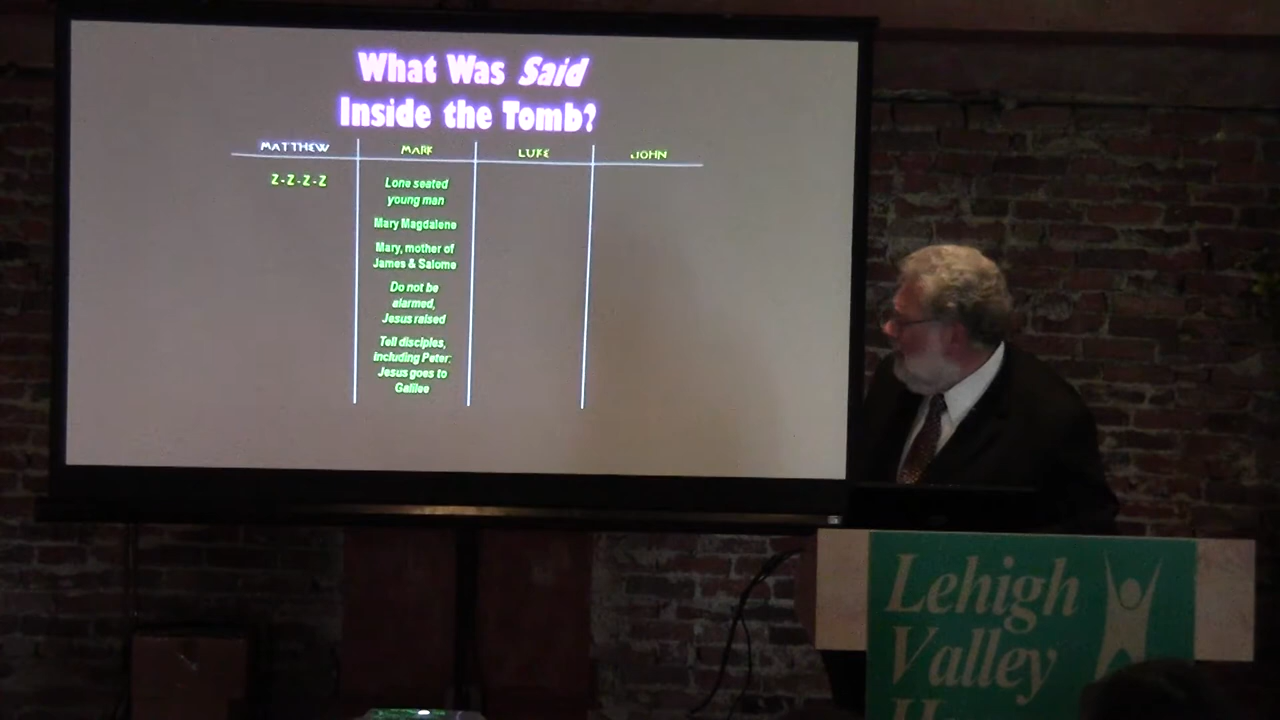 What Was Said
Inside the Tomb?
MATTHEW MARK LUKE JOHN
Z-Z-Z-Z
Lone seated
young man
Mary Magdalene
Mary, mother of
James & Salome
Do not be
alarmed,
Jesus raised
Tell disciples,
including Peter:
Jesus goes to
Galilee
Lehigh
Valley